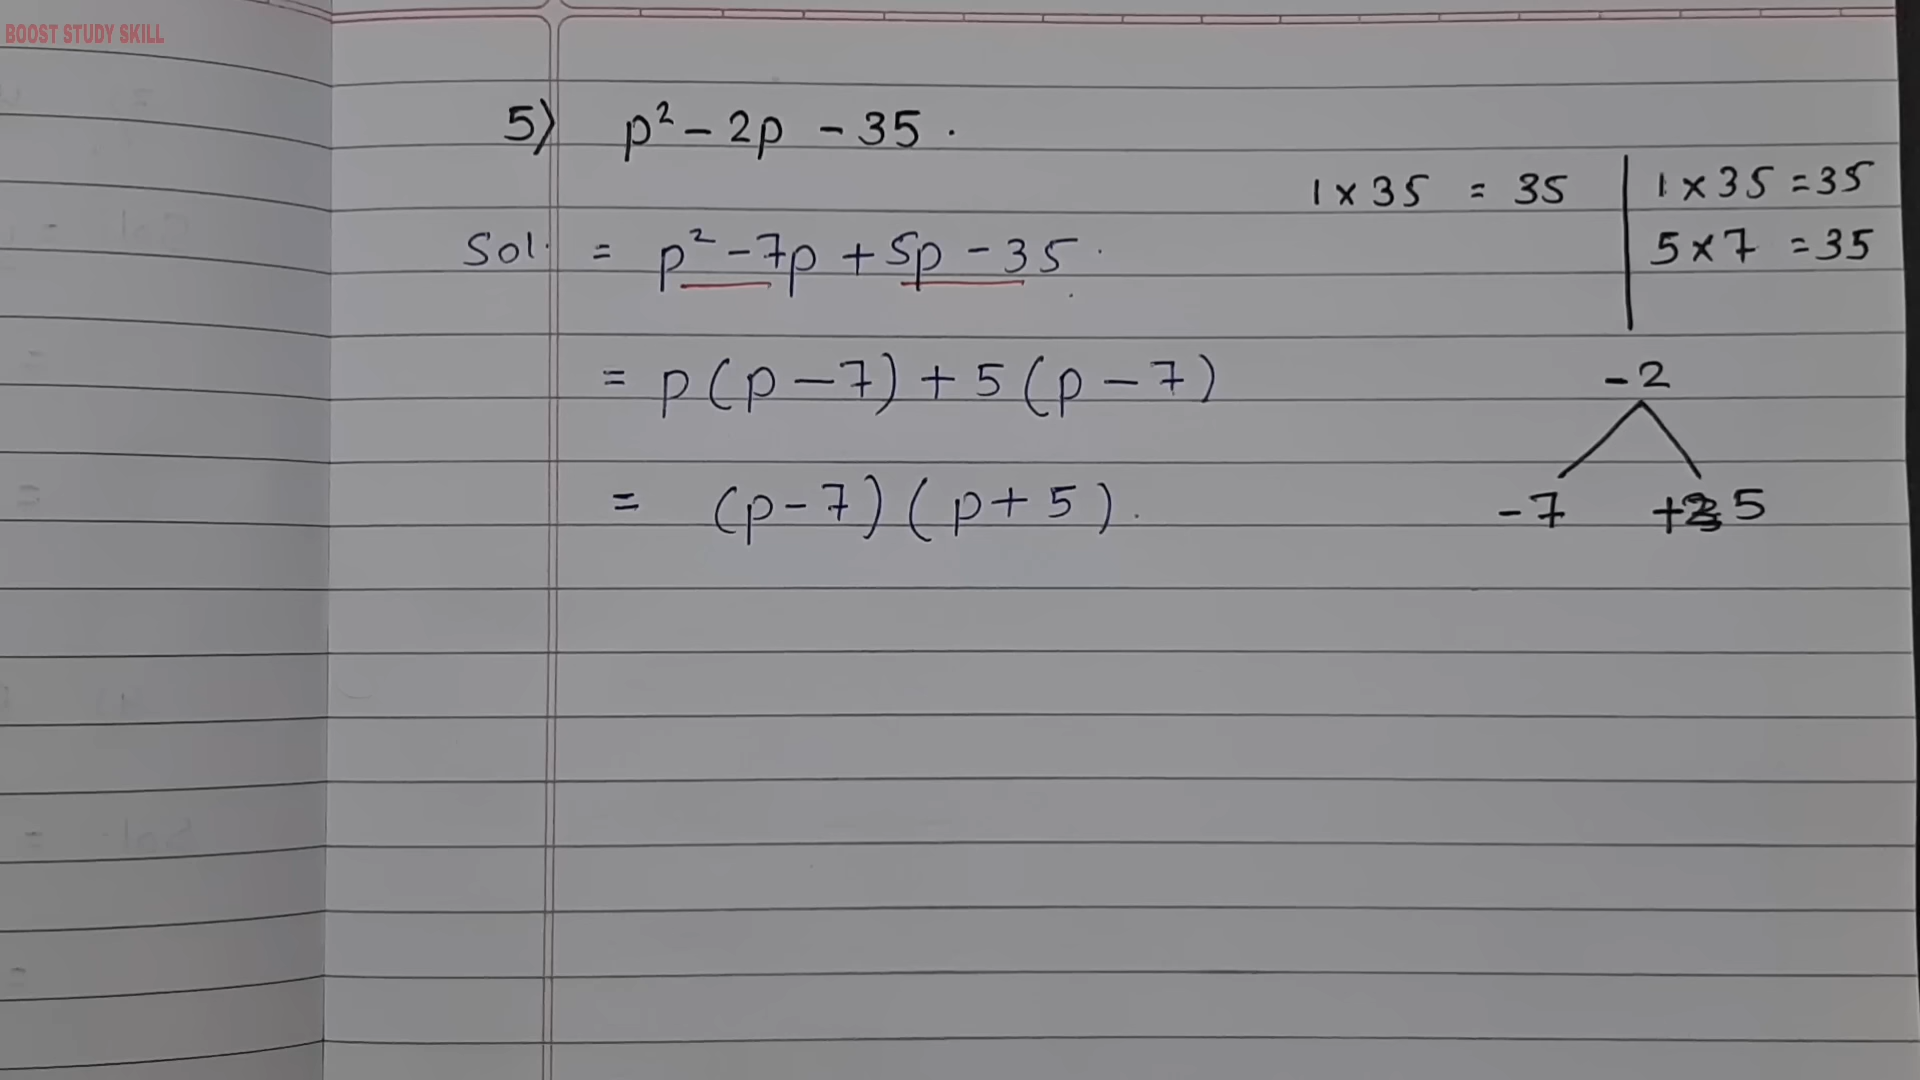 BOOST STUDY SKILL
5) p² - 2p - 35.
1 x 35 = 35 | 1 x 35 = 35
5 x 7 = 35
Sol. = p² - 7p + 5p - 35.
= p(p - 7) + 5(p - 7)
-2
-7 +5
= (p - 7)(p + 5).